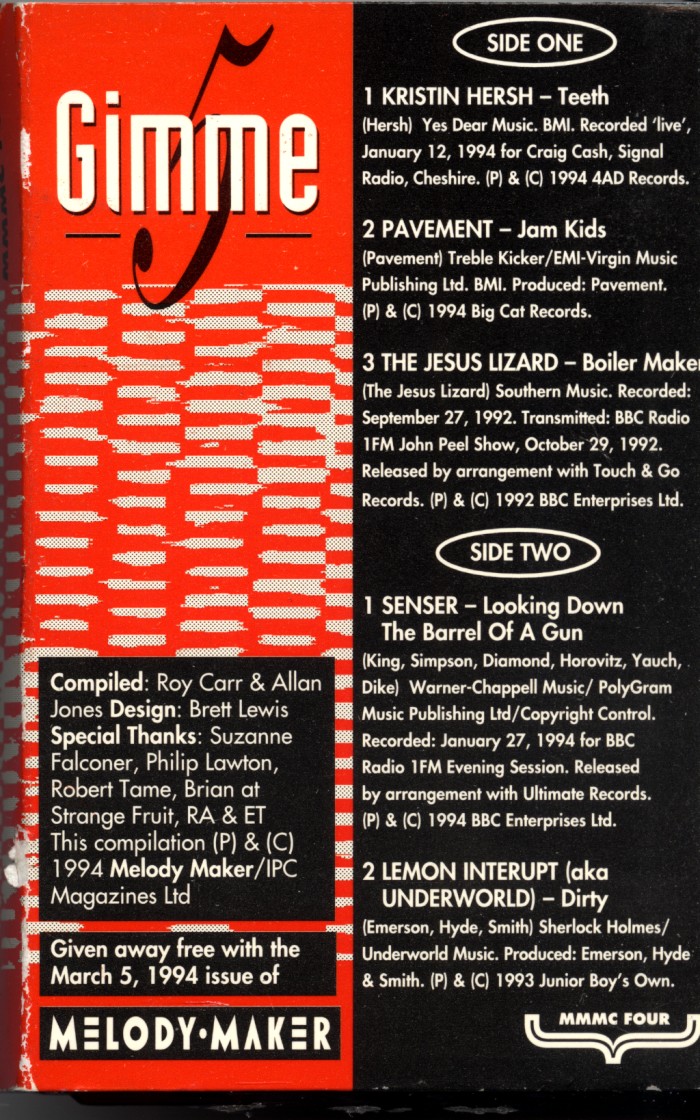 Gimme
5
Compiled: Roy Carr & Allan
Jones Design: Brett Lewis
Special Thanks: Suzanne
Falconer, Philip Lawton,
Robert Tame, Brian at
Strange Fruit, RA & ET
This compilation (P) & (C)
1994 Melody Maker/IPC
Magazines Ltd
Given away free with the
March 5, 1994 issue of
MELODY•MAKER
SIDE ONE
1 KRISTIN HERSH – Teeth
(Hersh) Yes Dear Music. BMI. Recorded ‘live’,
January 12, 1994 for Craig Cash, Signal
Radio, Cheshire. (P) & (C) 1994 4AD Records.
2 PAVEMENT – Jam Kids
(Pavement) Treble Kicker/EMI-Virgin Music
Publishing Ltd. BMI. Produced: Pavement.
(P) & (C) 1994 Big Cat Records.
3 THE JESUS LIZARD – Boiler Maker
(The Jesus Lizard) Southern Music. Recorded:
September 27, 1992. Transmitted: BBC Radio
1FM John Peel Show, October 29, 1992.
Released by arrangement with Touch & Go
Records. (P) & (C) 1992 BBC Enterprises Ltd.
SIDE TWO
1 SENSER – Looking Down
The Barrel Of A Gun
(King, Simpson, Diamond, Horovitz, Yauch,
Dike) Warner-Chappell Music/ PolyGram
Music Publishing Ltd/Copyright Control.
Recorded: January 27, 1994 for BBC
Radio 1FM Evening Session. Released
by arrangement with Ultimate Records.
(P) & (C) 1994 BBC Enterprises Ltd.
2 LEMON INTERUPT (aka
UNDERWORLD) – Dirty
(Emerson, Hyde, Smith) Sherlock Holmes/
Underworld Music. Produced: Emerson, Hyde
& Smith. (P) & (C) 1993 Junior Boy’s Own.
MMMC FOUR